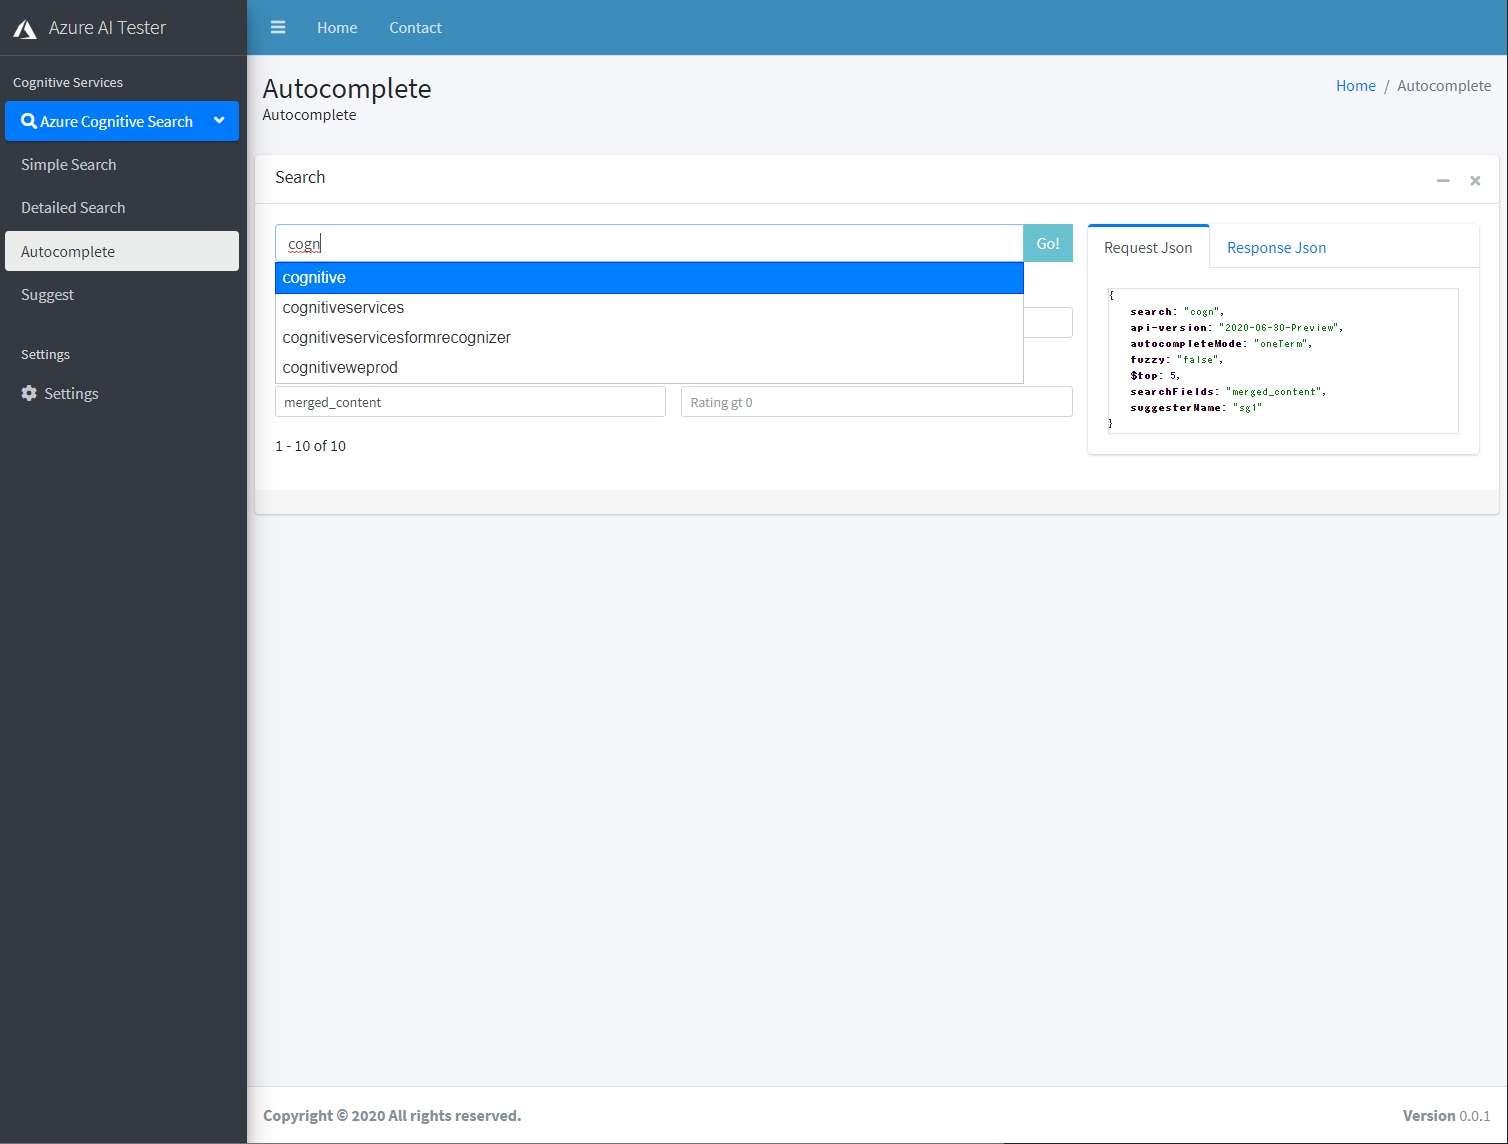 Azure AI Tester
Home
Contact
Cognitive Services
Azure Cognitive Search
Simple Search
Detailed Search
Autocomplete
Suggest
Settings
Settings
Autocomplete
Autocomplete
Home / Autocomplete
Search
cogn
Go!
cognitive
cognitiveservices
cognitiveservicesformrecognizer
cognitiveweprod
merged_content
Rating gt 0
1 - 10 of 10
Request Json
Response Json
{
search: "cogn",
api-version: "2020-06-30-Preview",
autocompleteMode: "oneTerm",
fuzzy: "false",
$top: 5,
searchFields: "merged_content",
suggesterName: "sg1"
}
Copyright © 2020 All rights reserved.
Version 0.0.1